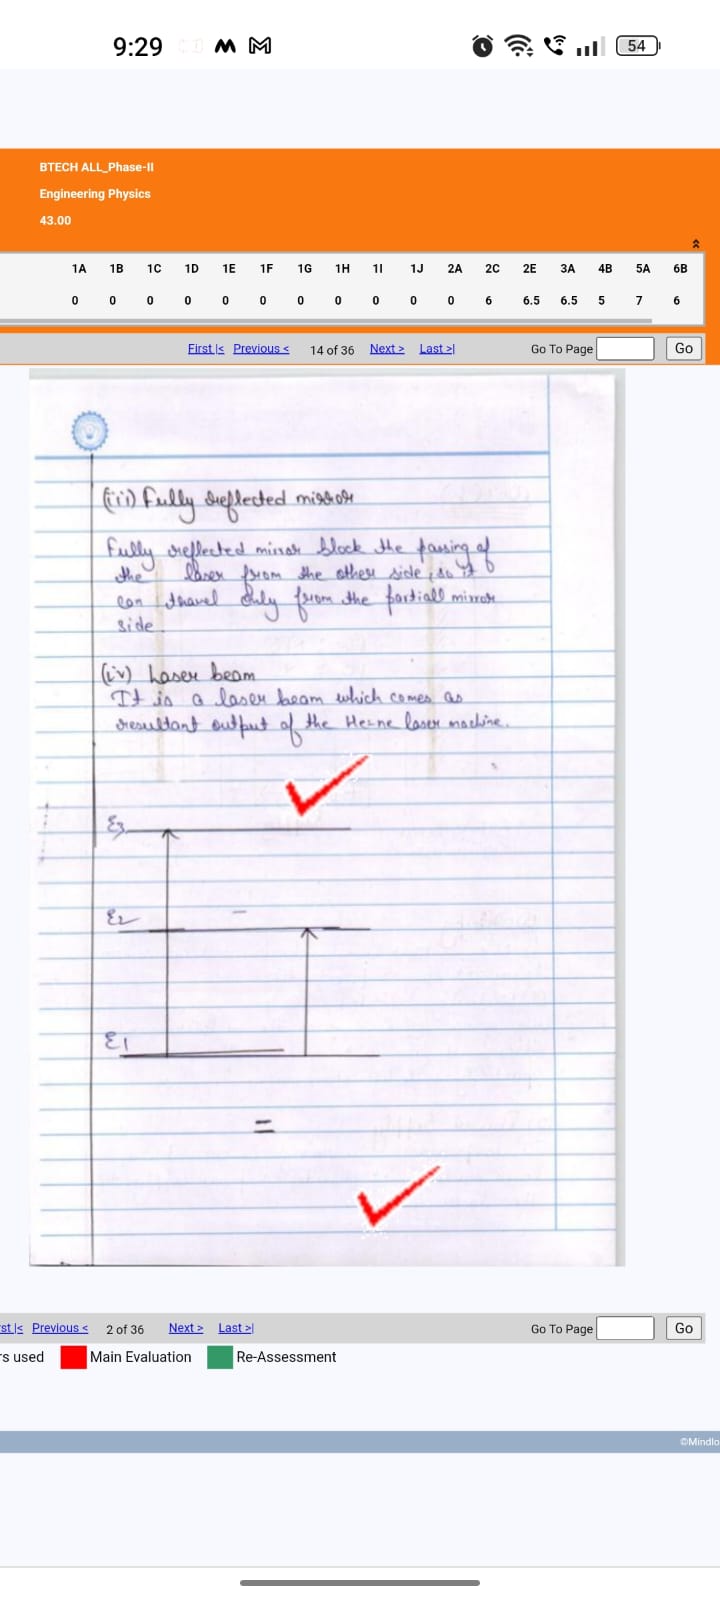 9:29
54
BTECH ALL_Phase-II
Engineering Physics
43.00
1A 1B 1C 1D 1E 1F 1G 1H 1I 1J 2A 2C 2E 3A 4B 5A 6B
0 0 0 0 0 0 0 0 0 0 0 6 6.5 6.5 5 7 6
First |< Previous < 14 of 36 Next > Last >| Go To Page Go
(iii) Fully reflected mirror
Fully reflected mirror block the passing of
the laser from the other side, so it
can travel only from the partiall mirror
side.
(iv) Laser beam
It is a laser beam which comes as
resultant output of the He:ne laser machine.
E3
E2
E1
st |< Previous < 2 of 36 Next > Last >| Go To Page Go
rs used Main Evaluation Re-Assessment
©Mindlo